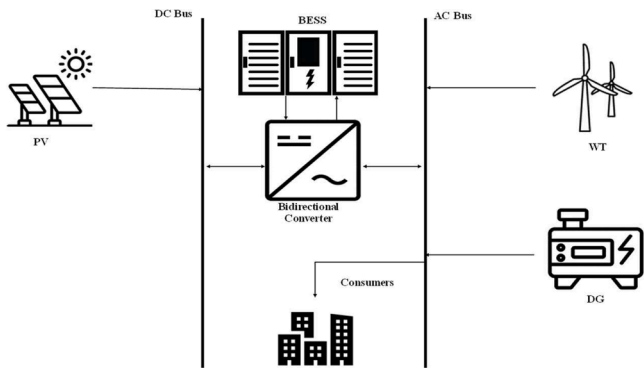 DC Bus
BESS
AC Bus
PV
WT
Bidirectional
Converter
Consumers
DG